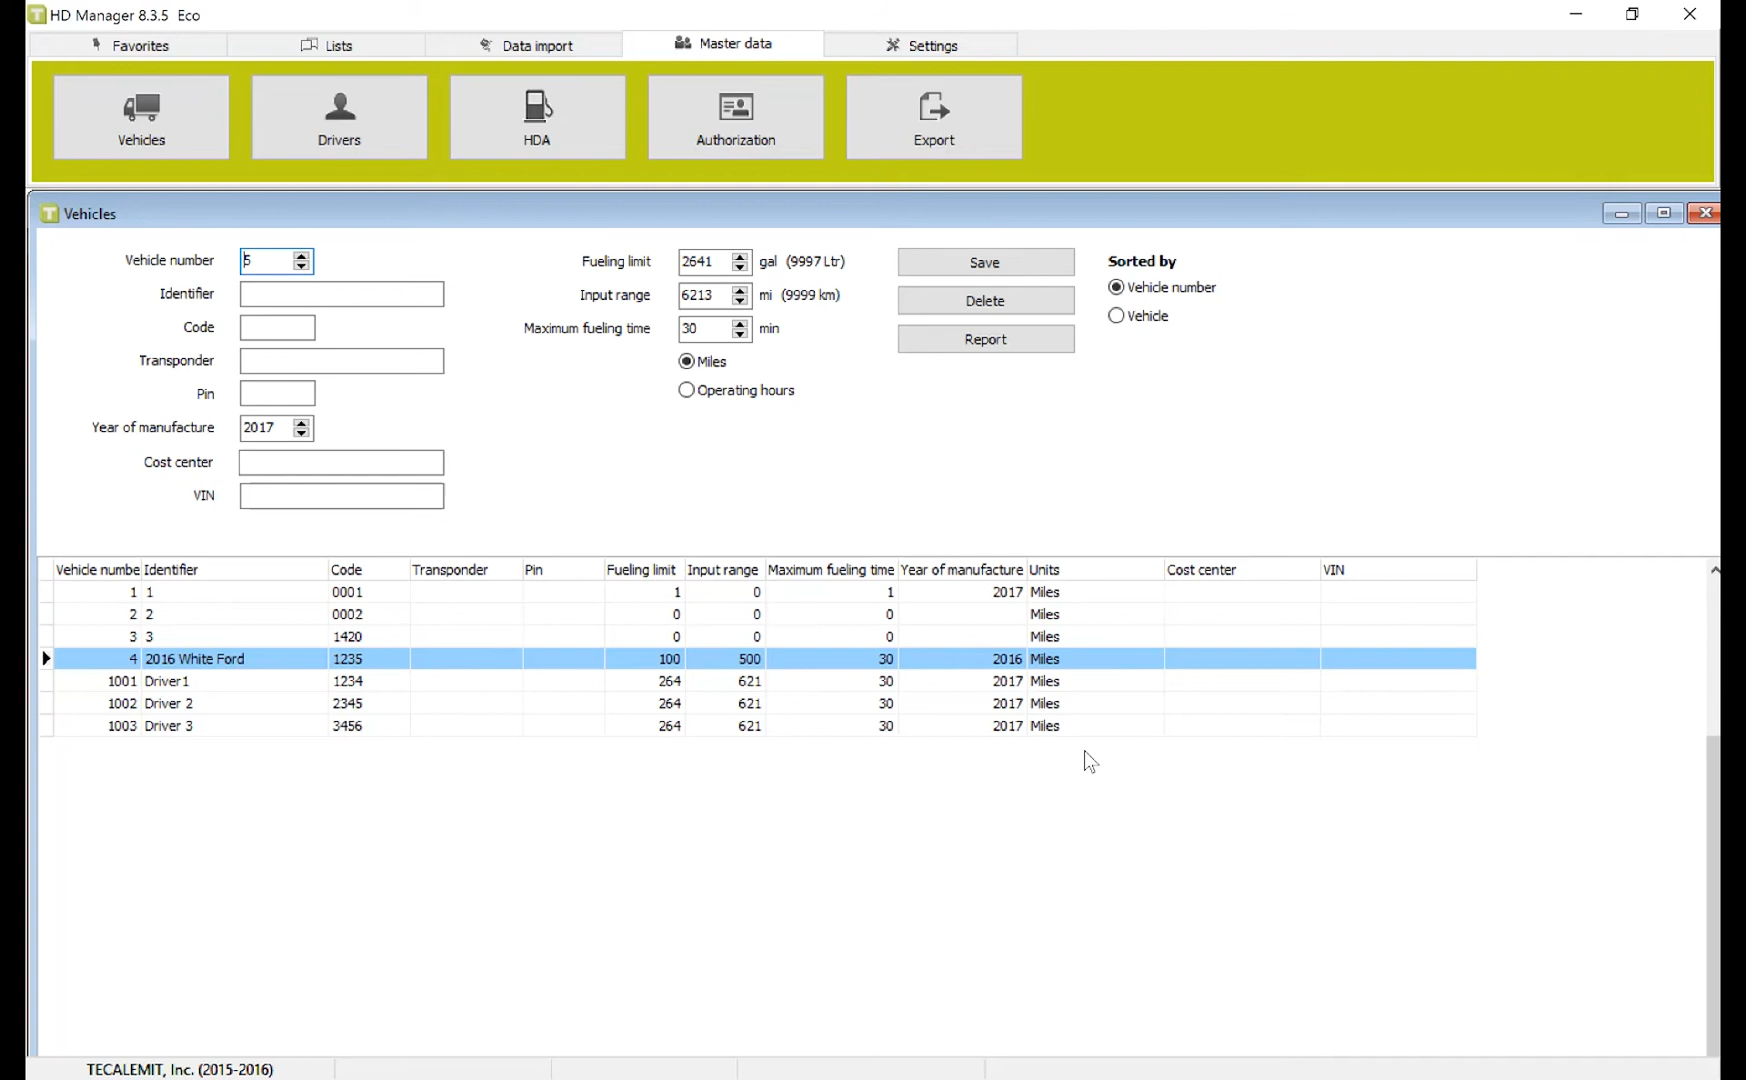 HD Manager 8.3.5 Eco
Favorites Lists Data import Master data Settings
Vehicles Drivers HDA Authorization Export
Vehicles
Vehicle number 5 Fueling limit 2641 gal (9997 Ltr) Save Sorted by
Identifier Input range 6213 mi (9999 km) Delete Vehicle number
Code Maximum fueling time 30 min Report Vehicle
Transponder Miles
Pin Operating hours
Year of manufacture 2017
Cost center
VIN
Vehicle numbe Identifier Code Transponder Pin Fueling limit Input range Maximum fueling time Year of manufacture Units Cost center VIN
1 1 0001 1 0 1 2017 Miles
2 2 0002 0 0 0 Miles
3 3 1420 0 0 0 Miles
4 2016 White Ford 1235 100 500 30 2016 Miles
1001 Driver1 1234 264 621 30 2017 Miles
1002 Driver 2 2345 264 621 30 2017 Miles
1003 Driver 3 3456 264 621 30 2017 Miles
TECALEMIT, Inc. (2015-2016)